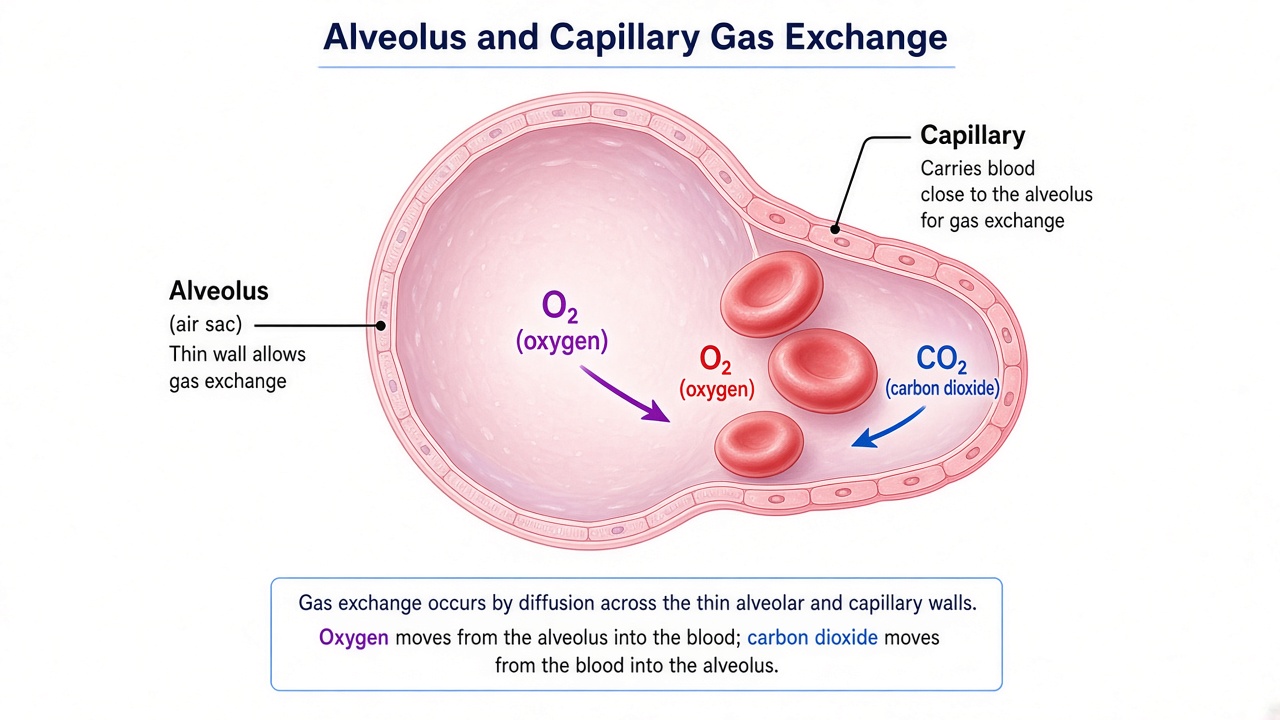 Alveolus and Capillary Gas Exchange
Capillary
Carries blood
close to the alveolus
for gas exchange
Alveolus
(air sac)
Thin wall allows
gas exchange
O₂
(oxygen)
O₂
(oxygen)
CO₂
(carbon dioxide)
Gas exchange occurs by diffusion across the thin alveolar and capillary walls.
Oxygen moves from the alveolus into the blood; carbon dioxide moves
from the blood into the alveolus.